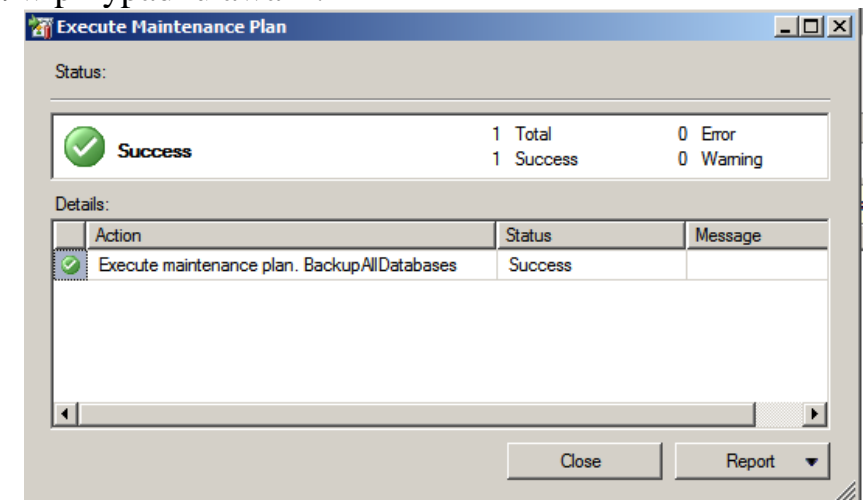 Execute Maintenance Plan
Status:
Success
1 Total 0 Error
1 Success 0 Warning
Details:
Action Status Message
Execute maintenance plan. BackupAllDatabases Success
Close Report